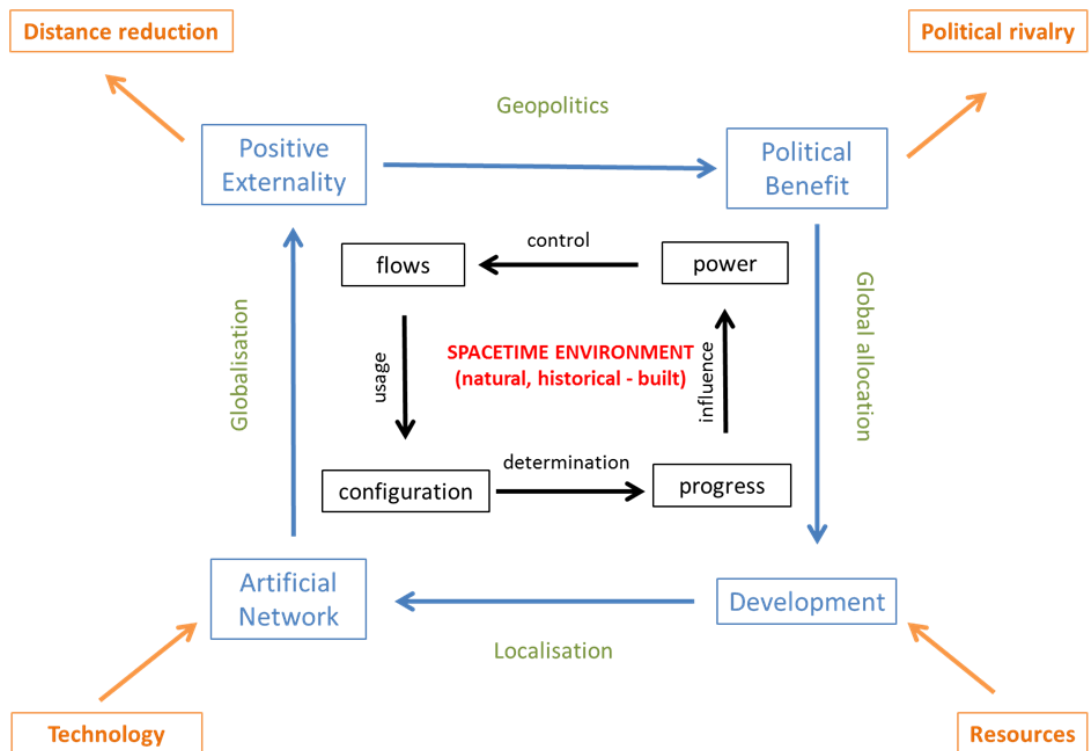 Distance reduction
Political rivalry
Geopolitics
Positive
Externality
Political
Benefit
control
flows
power
Globalisation
usage
SPACETIME ENVIRONMENT
(natural, historical - built)
influence
Global allocation
determination
configuration
progress
Artificial
Network
Development
Localisation
Technology
Resources